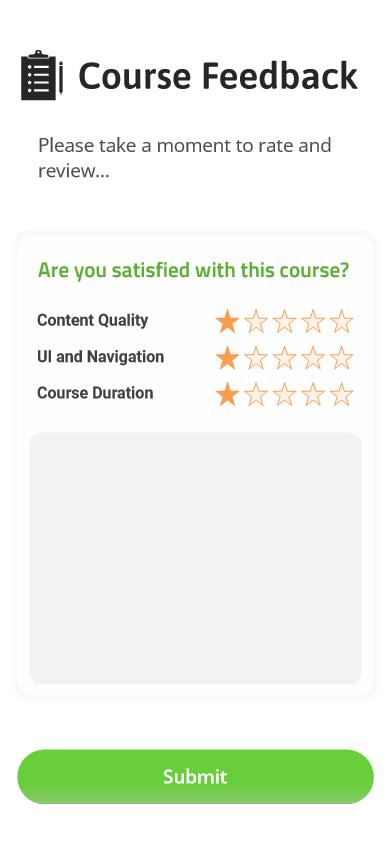 Course Feedback
Please take a moment to rate and
review...
Are you satisfied with this course?
Content Quality
UI and Navigation
Course Duration
Submit